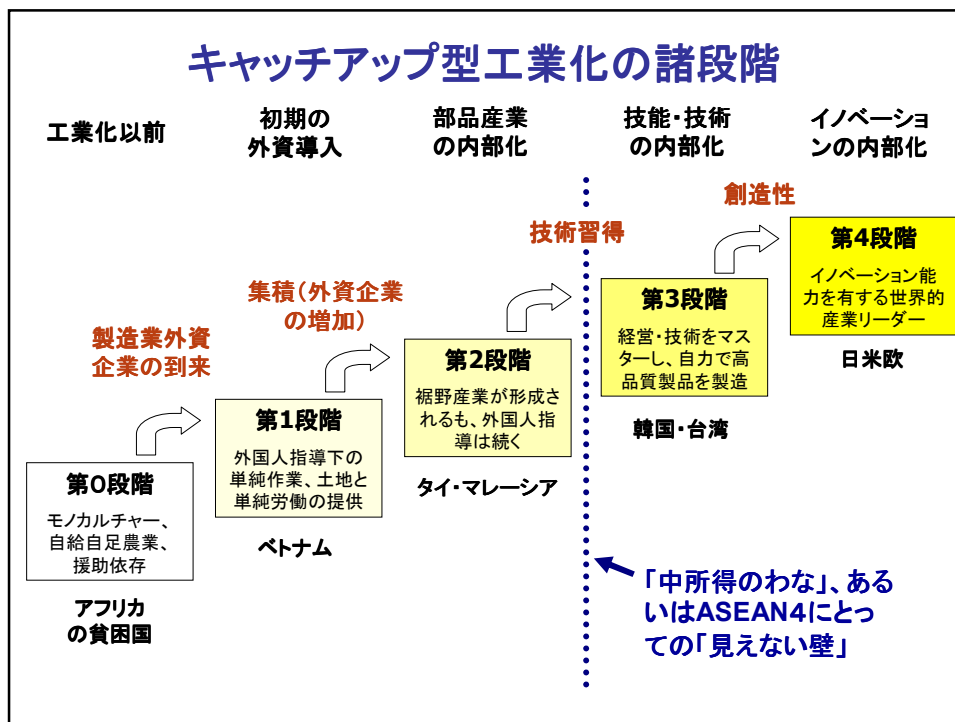 キャッチアップ型工業化の諸段階
工業化以前
初期の
外資導入
部品産業
の内部化
技能・技術
の内部化
イノベーショ
ンの内部化
製造業外資
企業の到来
集積(外資企業
の増加)
技術習得
創造性
第0段階
モノカルチャー、
自給自足農業、
援助依存
アフリカ
の貧困国
第1段階
外国人指導下の
単純作業、土地と
単純労働の提供
ベトナム
第2段階
裾野産業が形成さ
れるも、外国人指
導は続く
タイ・マレーシア
第3段階
経営・技術をマス
ターし、自力で高
品質製品を製造
韓国・台湾
第4段階
イノベーション能
力を有する世界的
産業リーダー
日米欧
「中所得のわな」、ある
いはASEAN4にとっ
ての「見えない壁」